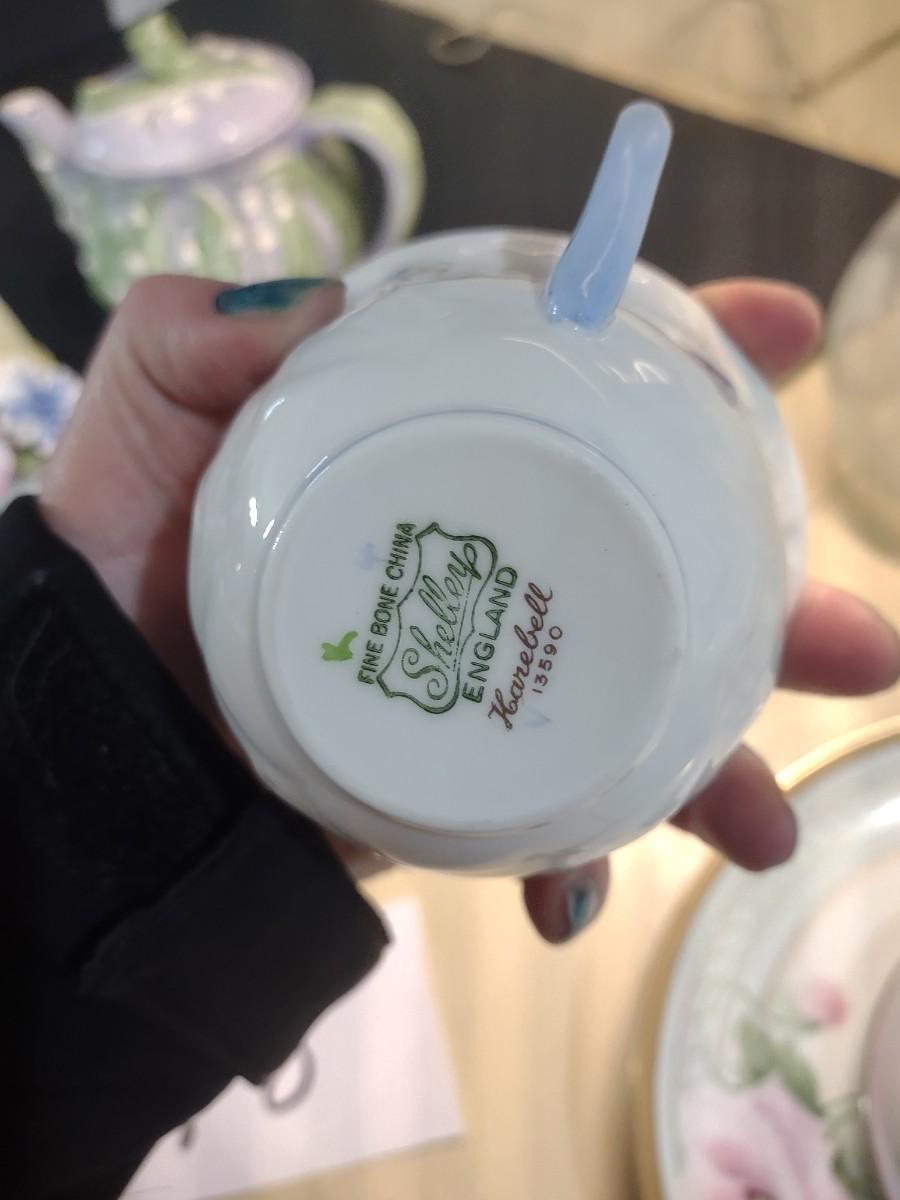 FINE BONE CHINA
Shelley
ENGLAND
Harebell
13590